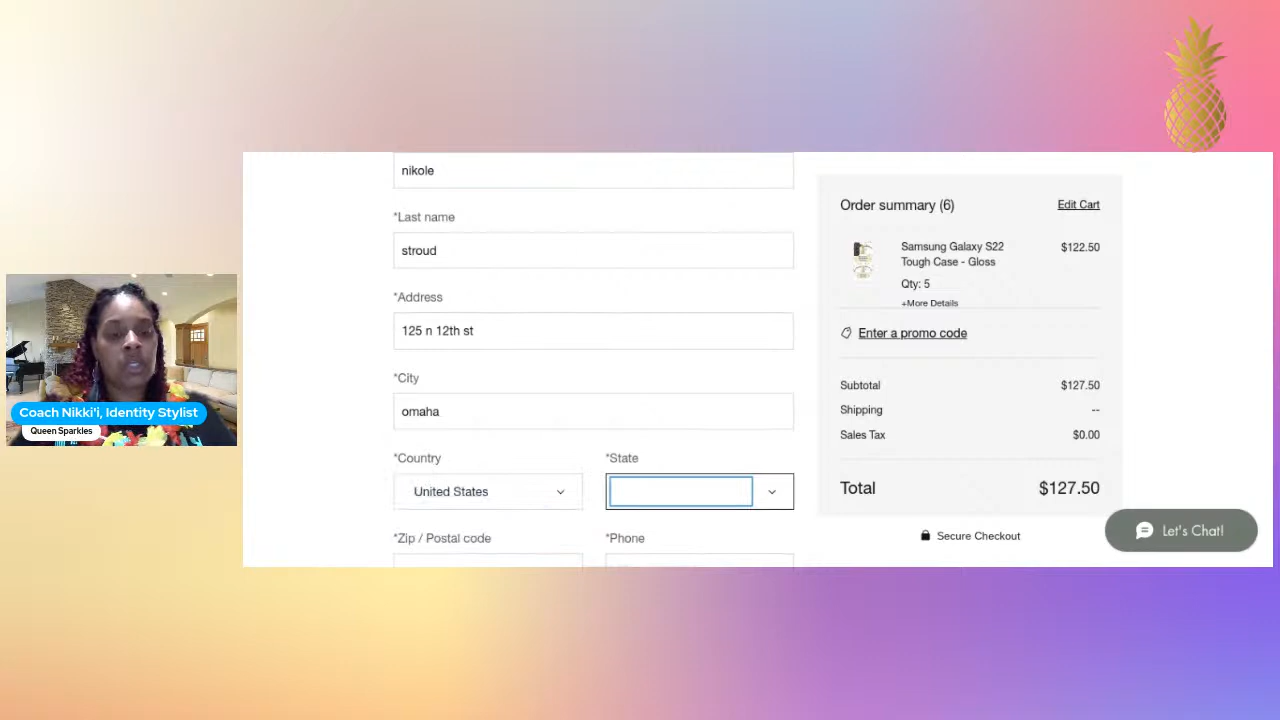 nikole
*Last name
stroud
*Address
125 n 12th st
*City
omaha
*Country
*State
United States
*Zip / Postal code
*Phone
Order summary (6)
Edit Cart
Samsung Galaxy S22
Tough Case - Gloss
$122.50
Qty: 5
+More Details
Enter a promo code
Subtotal
$127.50
Shipping
--
Sales Tax
$0.00
Total
$127.50
Secure Checkout
Let's Chat!
Coach Nikki'i, Identity Stylist
Queen Sparkles